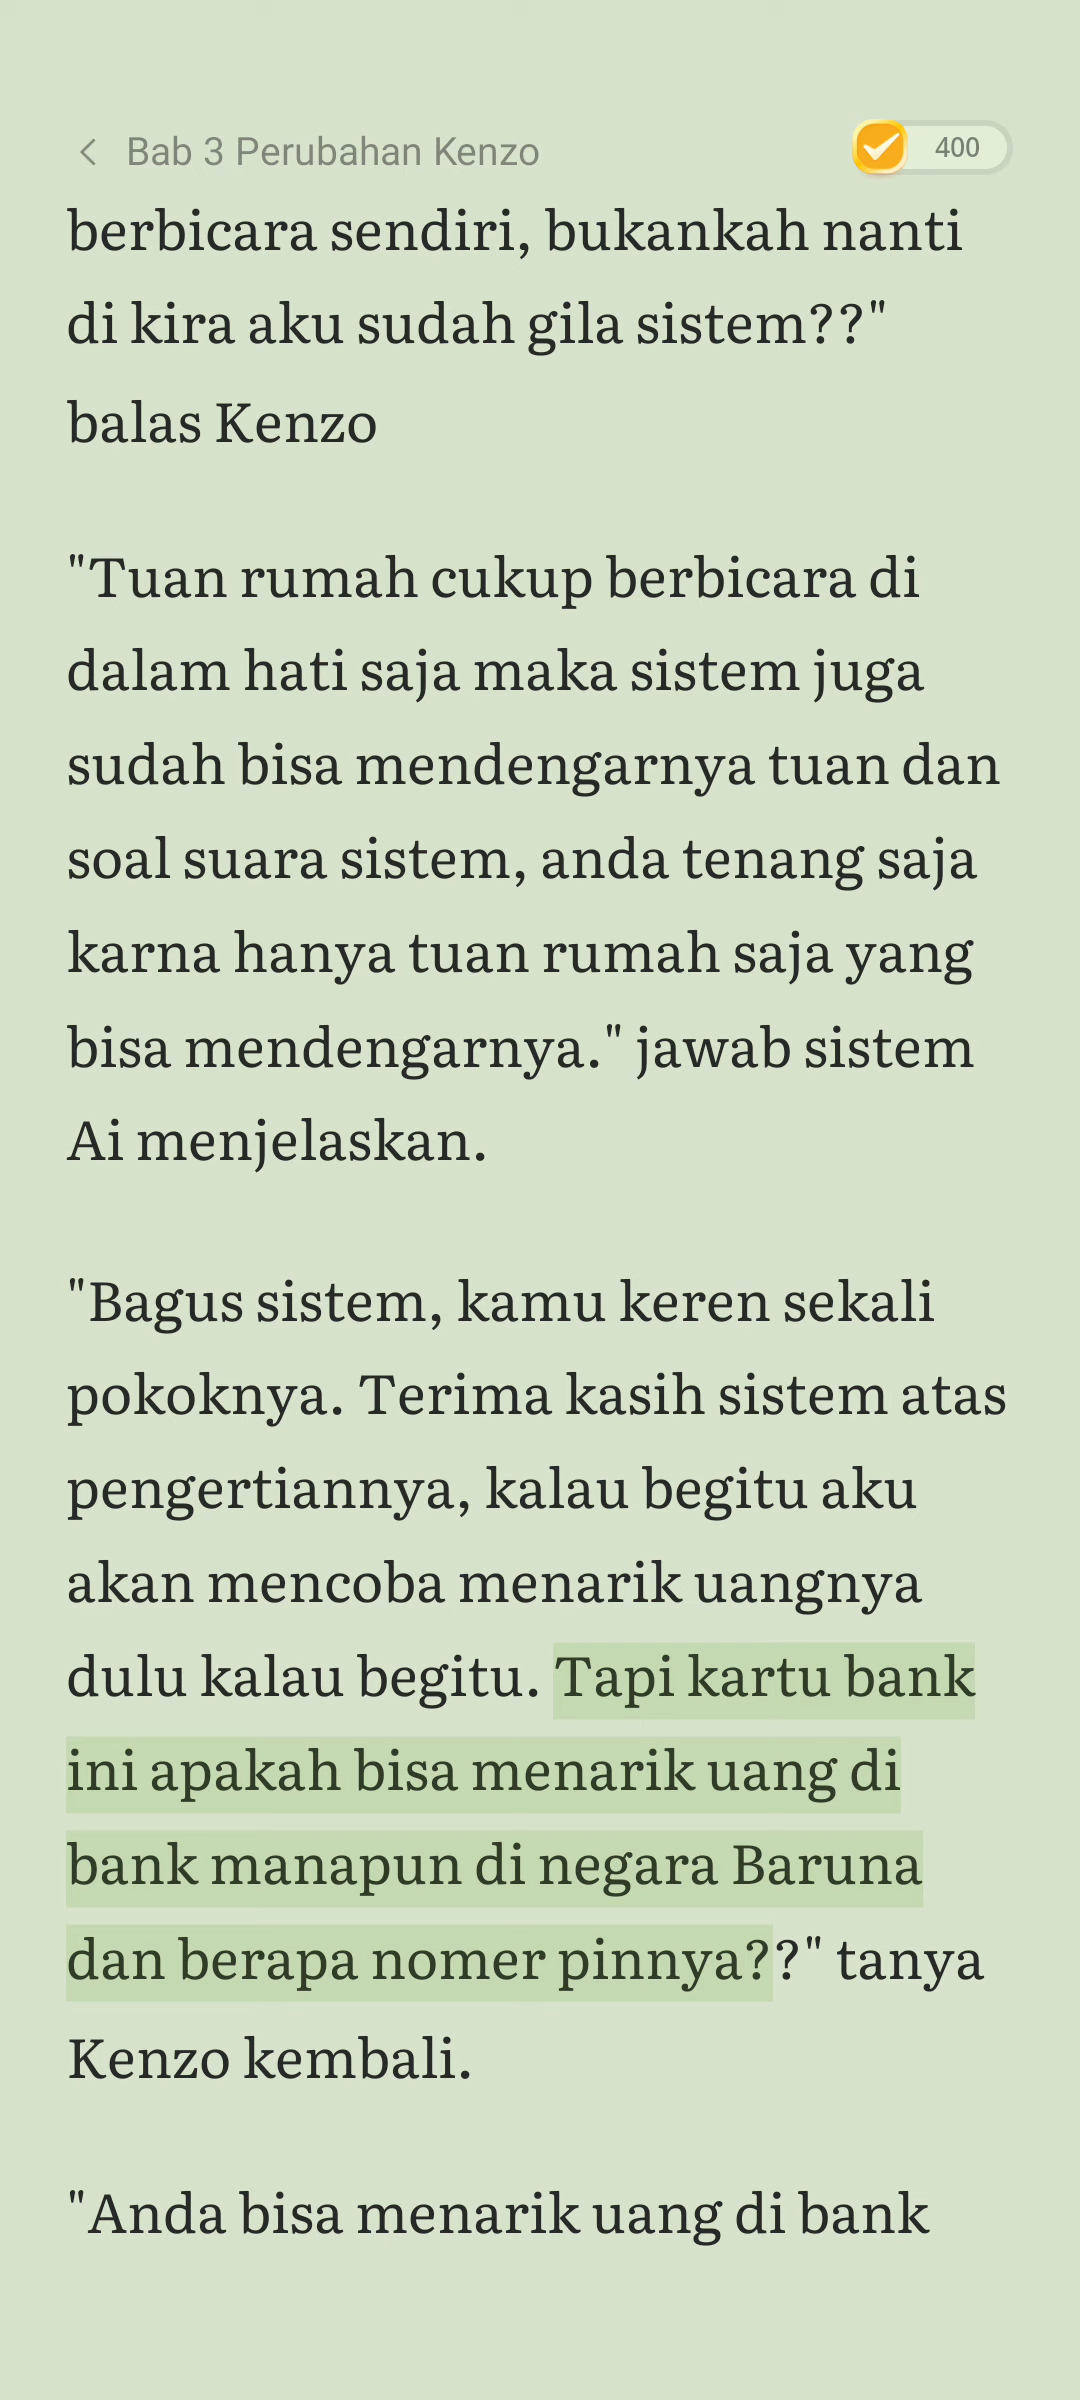 Bab 3 Perubahan Kenzo
400
berbicara sendiri, bukankah nanti
di kira aku sudah gila sistem??"
balas Kenzo
"Tuan rumah cukup berbicara di
dalam hati saja maka sistem juga
sudah bisa mendengarnya tuan dan
soal suara sistem, anda tenang saja
karna hanya tuan rumah saja yang
bisa mendengarnya." jawab sistem
Ai menjelaskan.
"Bagus sistem, kamu keren sekali
pokoknya. Terima kasih sistem atas
pengertiannya, kalau begitu aku
akan mencoba menarik uangnya
dulu kalau begitu. Tapi kartu bank
ini apakah bisa menarik uang di
bank manapun di negara Baruna
dan berapa nomer pinnya??" tanya
Kenzo kembali.
"Anda bisa menarik uang di bank